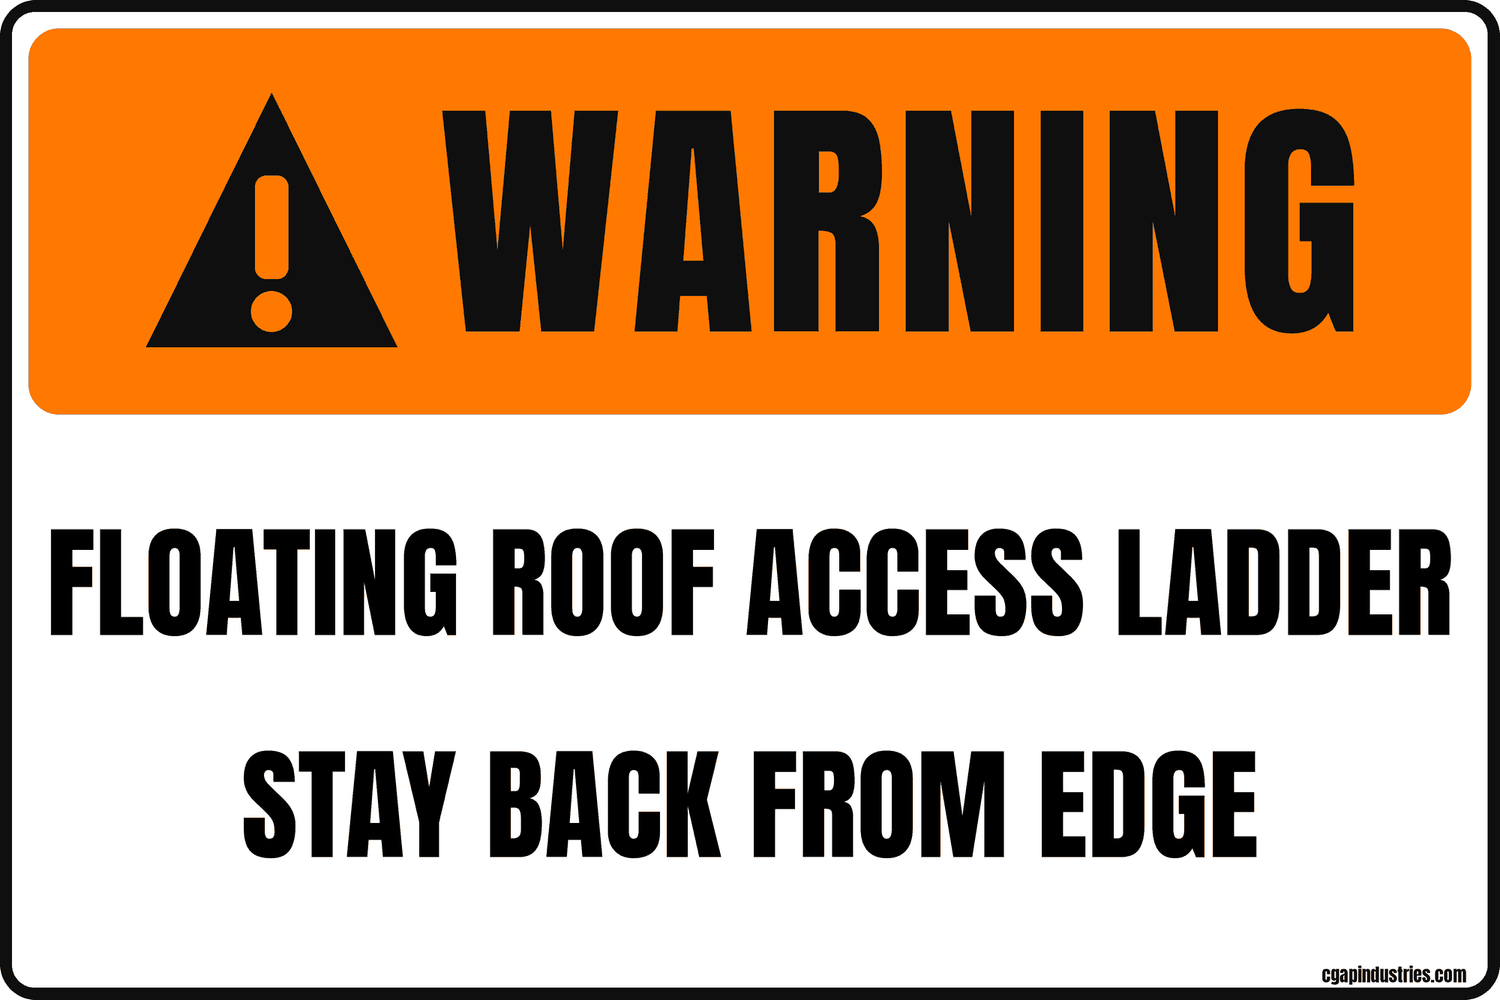 WARNING
FLOATING ROOF ACCESS LADDER
STAY BACK FROM EDGE
cgapindustries.com